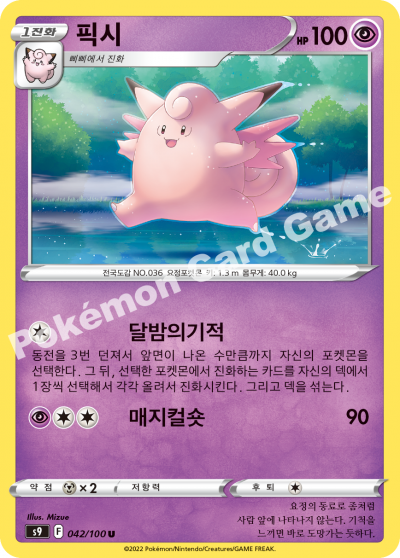 1진화 픽시 HP 100
삐삐에서 진화
전국도감 NO.036 요정포켓몬 키: 1.3 m 몸무게: 40.0 kg
Pokémon Card Game
달밤의기적
동전을 3번 던져서 앞면이 나온 수만큼까지 자신의 포켓몬을
선택한다. 그 뒤, 선택한 포켓몬에서 진화하는 카드를 자신의 덱에서
1장씩 선택해서 각각 올려서 진화시킨다. 그리고 덱을 섞는다.
매지컬숏 90
약점 ×2 저항력 후퇴
Illus. Mizue
요정의 동료로 좀처럼
사람 앞에 나타나지 않는다. 기척을
느끼면 바로 도망가는 듯하다.
S9 F 042/100 U
©2022 Pokémon/Nintendo/Creatures/GAME FREAK.